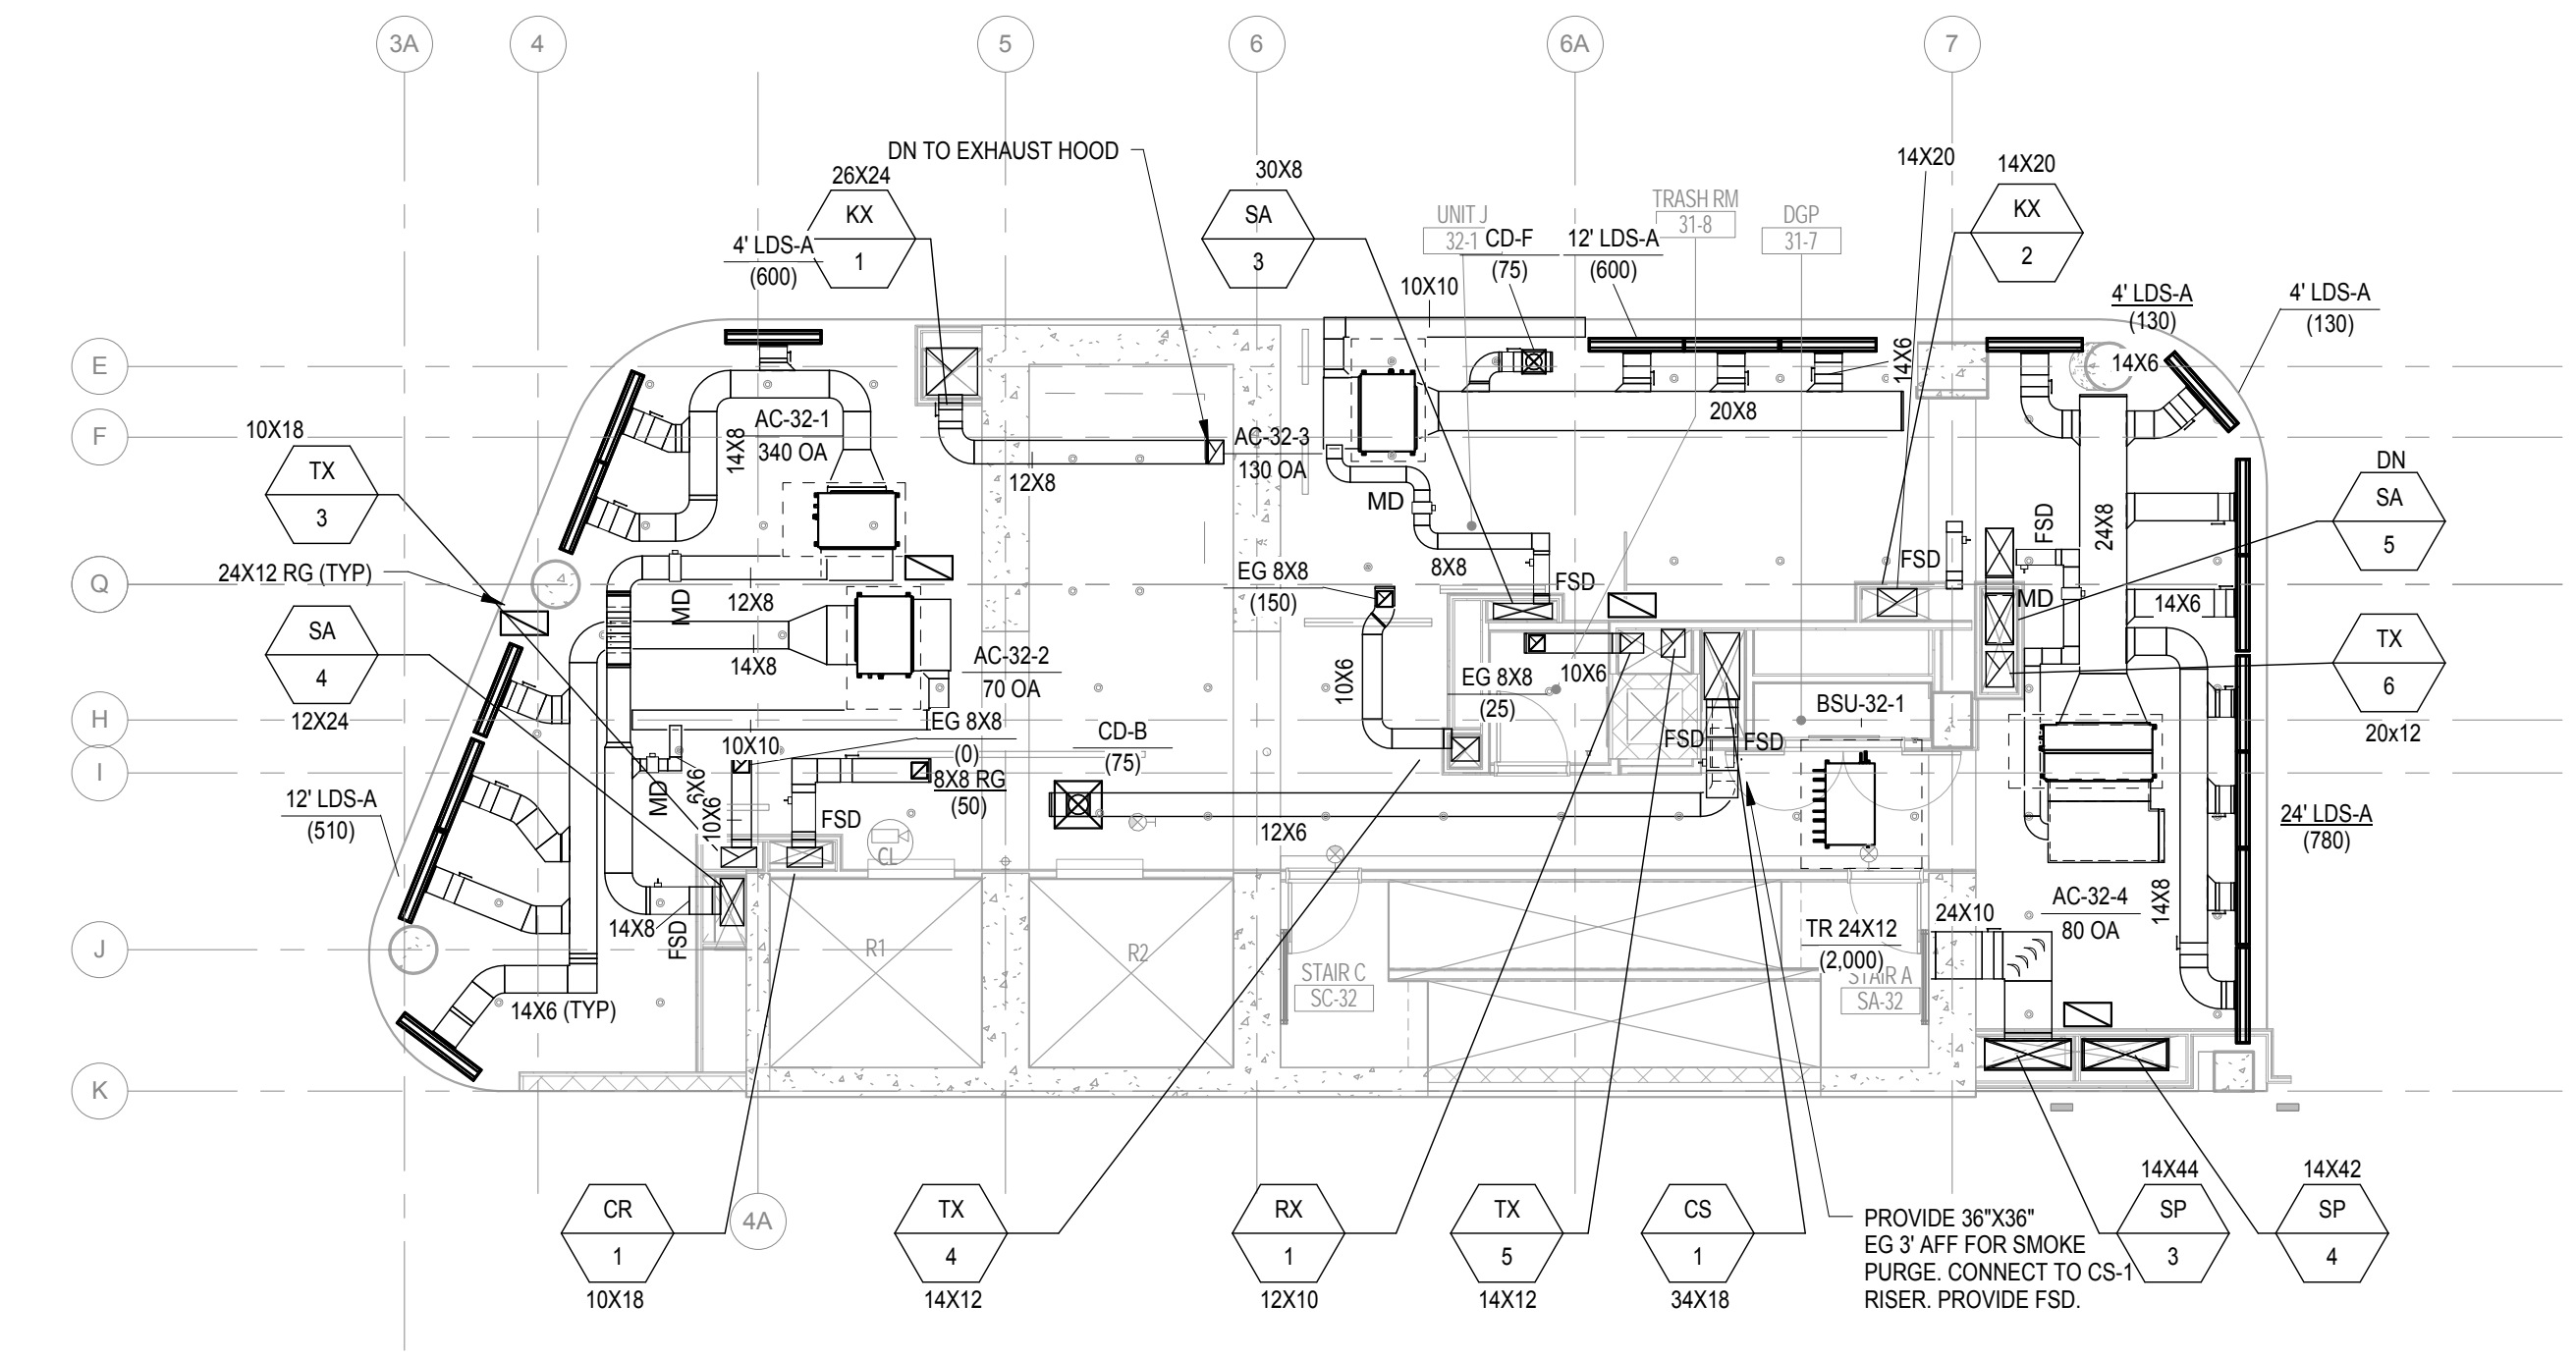 3A
4
5
6
6A
7
DN TO EXHAUST HOOD
26X24
KX
1
30X8
SA
3
14X20
14X20
KX
2
UNIT J
32-1
TRASH RM
31-8
DGP
31-7
4' LDS-A
(600)
CD-F
(75)
12' LDS-A
(600)
10X10
4' LDS-A
(130)
4' LDS-A
(130)
E
14X6
14X6
F
10X18
TX
3
14X8
AC-32-1
340 OA
12X8
AC-32-3
130 OA
20X8
MD
DN
SA
5
FSD
24X8
Q
24X12 RG (TYP)
12X8
MD
EG 8X8
(150)
8X8
FSD
FSD
MD
14X6
SA
4
12X24
14X8
AC-32-2
70 OA
10X6
EG 8X8
(25)
10X6
BSU-32-1
TX
6
20x12
H
I
10X10
EG 8X8
(0)
CD-B
(75)
FSD
FSD
MD
6X6
10X6
8X8 RG
(50)
FSD
CL
12X6
12' LDS-A
(510)
24' LDS-A
(780)
14X8
FSD
R1
R2
24X10
AC-32-4
80 OA
14X8
J
TR 24X12
(2,000)
STAIR C
SC-32
STAIR A
SA-32
14X6 (TYP)
K
CR
1
10X18
4A
TX
4
14X12
RX
1
12X10
TX
5
14X12
CS
1
34X18
PROVIDE 36"X36"
EG 3' AFF FOR SMOKE
PURGE. CONNECT TO CS-1
RISER. PROVIDE FSD.
14X44
SP
3
14X42
SP
4